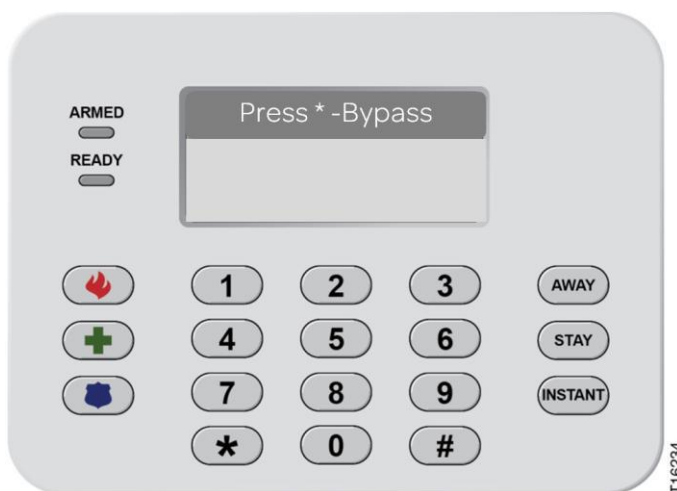 Press * -Bypass
ARMED
READY
1 2 3 AWAY
4 5 6 STAY
7 8 9 INSTANT
* 0 #
T16234